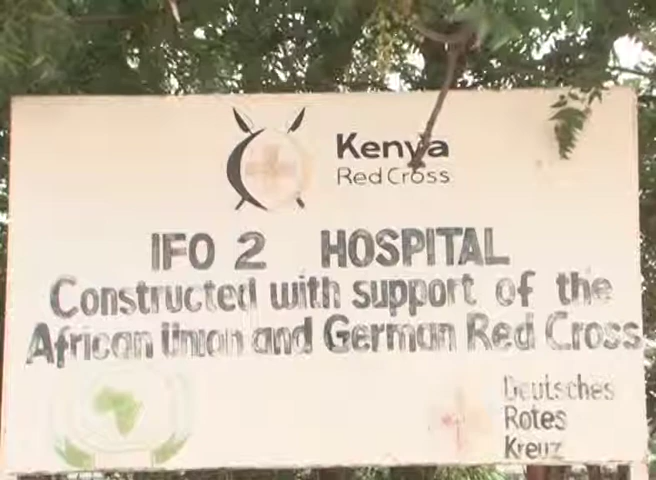 Kenya
Red Cross
IFO 2 HOSPITAL
Constructed with support of the
African Union and German Red Cross
Deutsches
Rotes
Kreuz